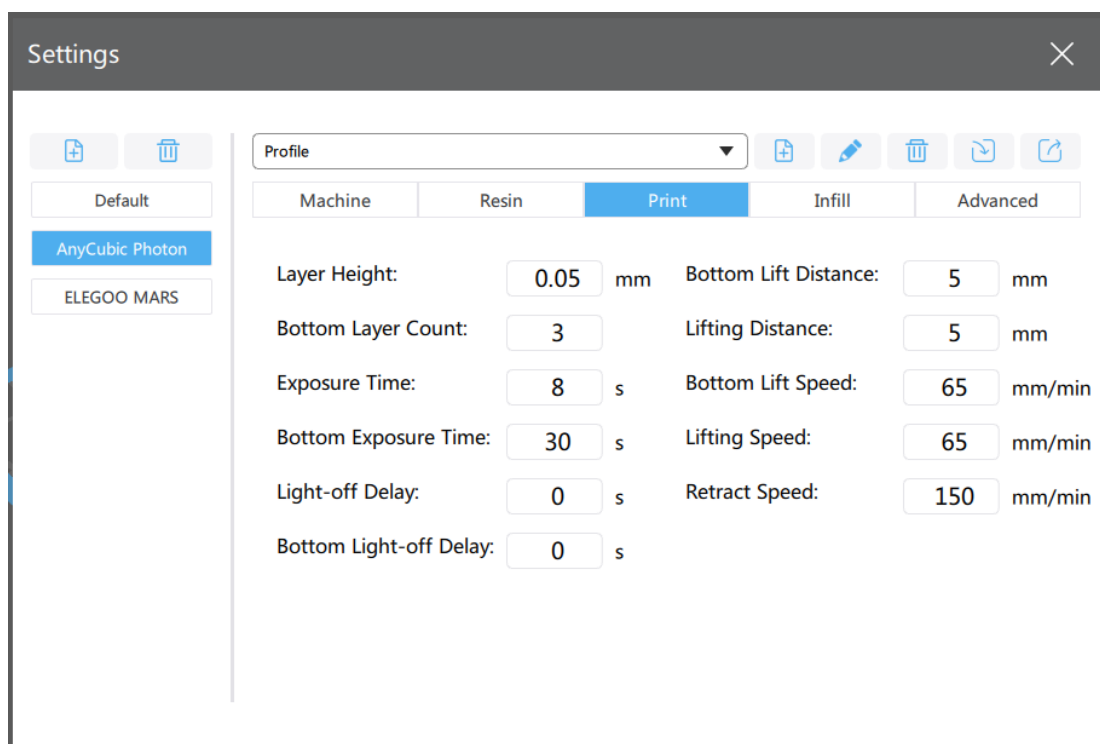 Settings
Default
AnyCubic Photon
ELEGOO MARS
Profile
Machine Resin Print Infill Advanced
Layer Height: 0.05 mm Bottom Lift Distance: 5 mm
Bottom Layer Count: 3 Lifting Distance: 5 mm
Exposure Time: 8 s Bottom Lift Speed: 65 mm/min
Bottom Exposure Time: 30 s Lifting Speed: 65 mm/min
Light-off Delay: 0 s Retract Speed: 150 mm/min
Bottom Light-off Delay: 0 s